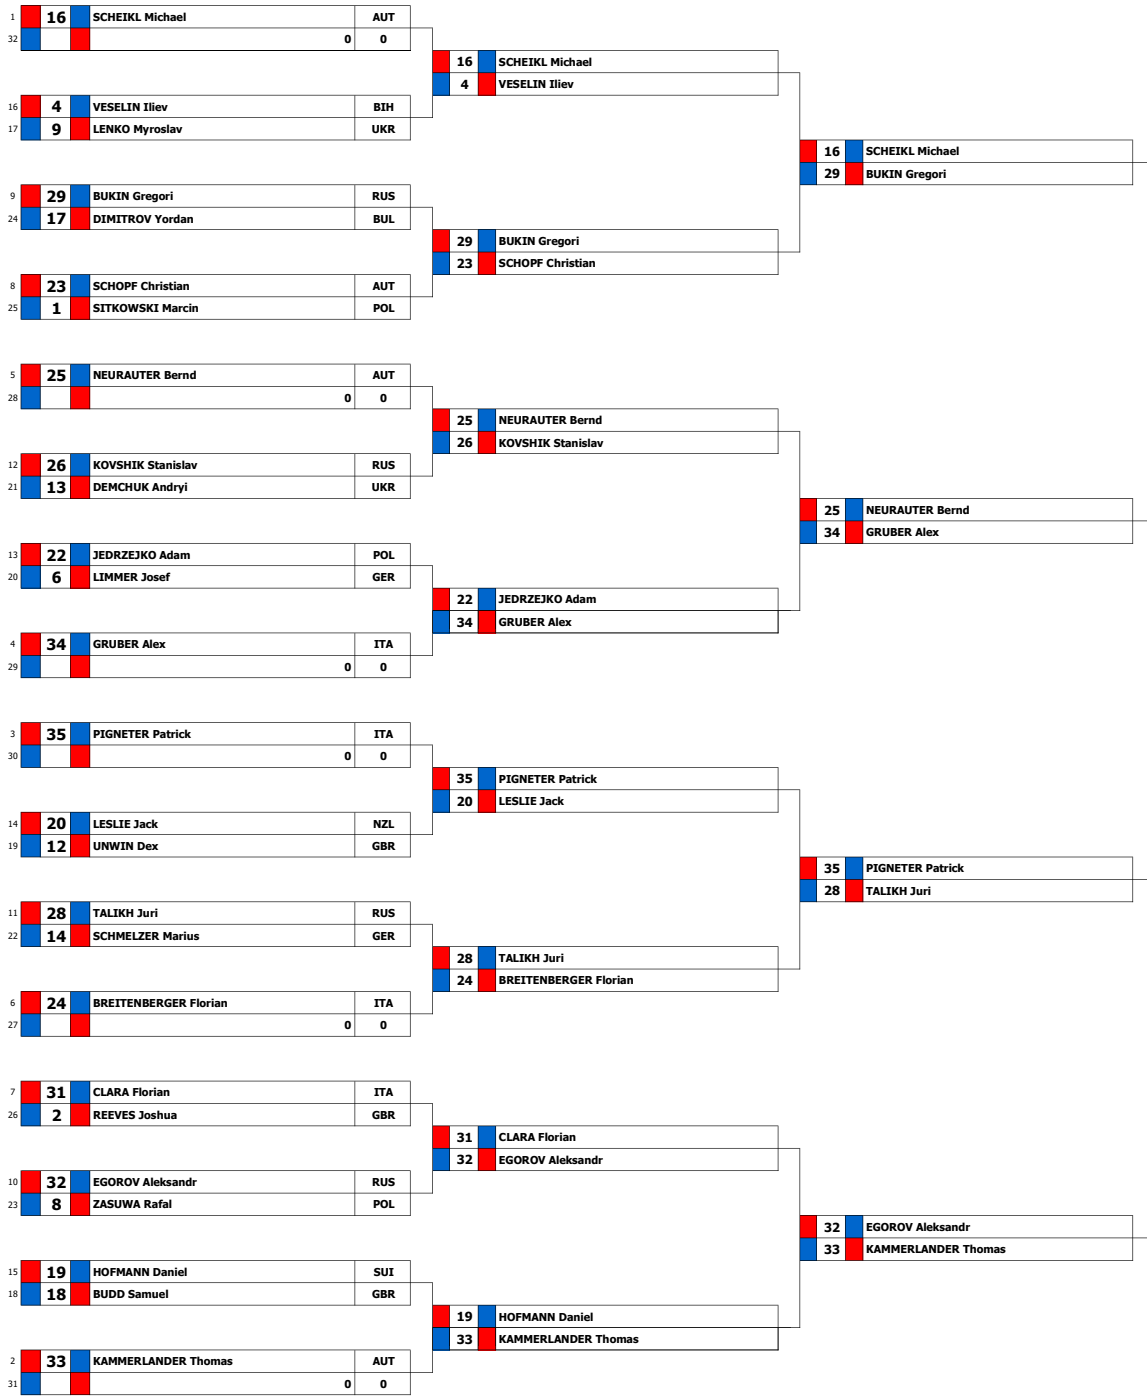 1 16 SCHEIKL Michael AUT
32 0 0
16 SCHEIKL Michael
4 VESELIN Iliev
16 4 VESELIN Iliev BIH
17 9 LENKO Myroslav UKR
16 SCHEIKL Michael
29 BUKIN Gregori
9 29 BUKIN Gregori RUS
24 17 DIMITROV Yordan BUL
29 BUKIN Gregori
23 SCHOPF Christian
8 23 SCHOPF Christian AUT
25 1 SITKOWSKI Marcin POL
5 25 NEURAUTER Bernd AUT
28 0 0
25 NEURAUTER Bernd
26 KOVSHIK Stanislav
12 26 KOVSHIK Stanislav RUS
21 13 DEMCHUK Andryi UKR
25 NEURAUTER Bernd
34 GRUBER Alex
13 22 JEDRZEJKO Adam POL
20 6 LIMMER Josef GER
22 JEDRZEJKO Adam
34 GRUBER Alex
4 34 GRUBER Alex ITA
29 0 0
3 35 PIGNETER Patrick ITA
30 0 0
35 PIGNETER Patrick
20 LESLIE Jack
14 20 LESLIE Jack NZL
19 12 UNWIN Dex GBR
35 PIGNETER Patrick
28 TALIKH Juri
11 28 TALIKH Juri RUS
22 14 SCHMELZER Marius GER
28 TALIKH Juri
24 BREITENBERGER Florian
6 24 BREITENBERGER Florian ITA
27 0 0
7 31 CLARA Florian ITA
26 2 REEVES Joshua GBR
31 CLARA Florian
32 EGOROV Aleksandr
10 32 EGOROV Aleksandr RUS
23 8 ZASUWA Rafal POL
32 EGOROV Aleksandr
33 KAMMERLANDER Thomas
15 19 HOFMANN Daniel SUI
18 18 BUDD Samuel GBR
19 HOFMANN Daniel
33 KAMMERLANDER Thomas
2 33 KAMMERLANDER Thomas AUT
31 0 0